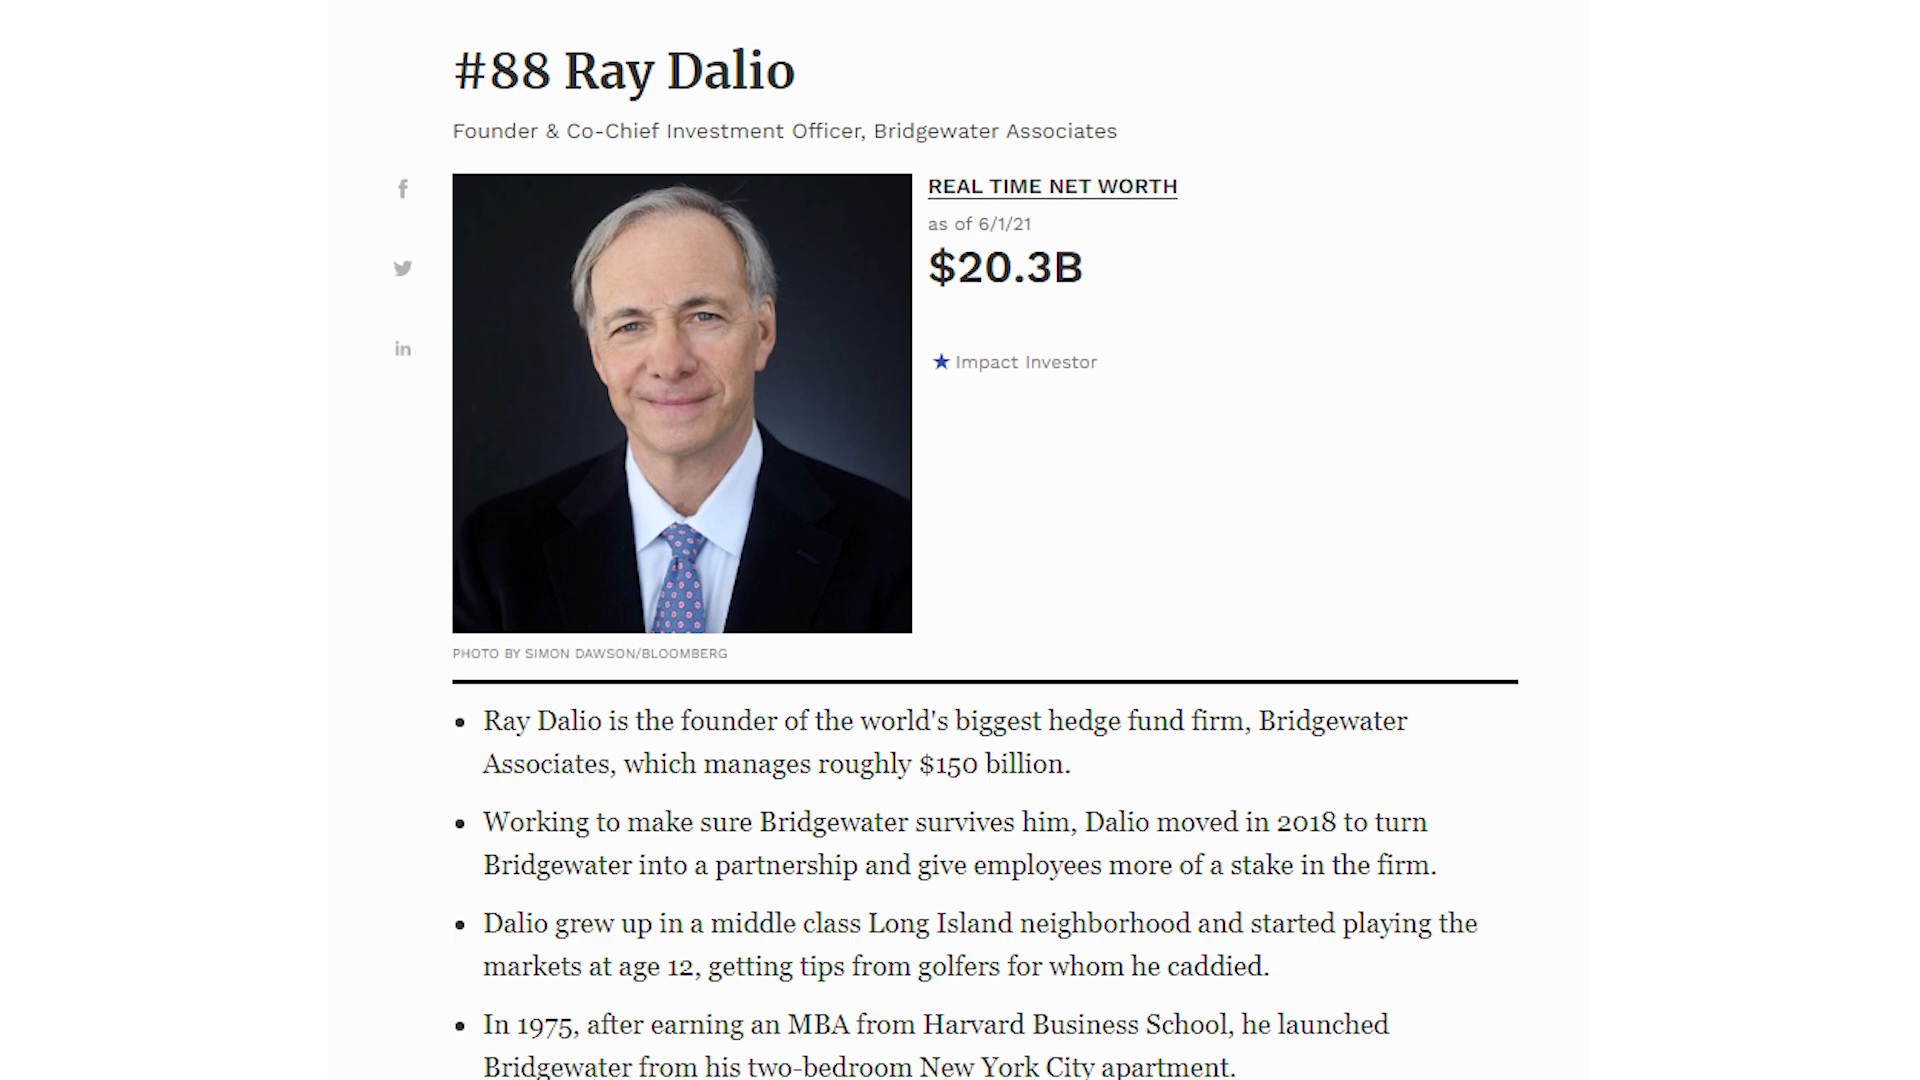 #88 Ray Dalio
Founder & Co-Chief Investment Officer, Bridgewater Associates
REAL TIME NET WORTH
as of 6/1/21
$20.3B
Impact Investor
PHOTO BY SIMON DAWSON/BLOOMBERG
Ray Dalio is the founder of the world's biggest hedge fund firm, Bridgewater
Associates, which manages roughly $150 billion.
Working to make sure Bridgewater survives him, Dalio moved in 2018 to turn
Bridgewater into a partnership and give employees more of a stake in the firm.
Dalio grew up in a middle class Long Island neighborhood and started playing the
markets at age 12, getting tips from golfers for whom he caddied.
In 1975, after earning an MBA from Harvard Business School, he launched
Bridgewater from his two-bedroom New York City apartment.